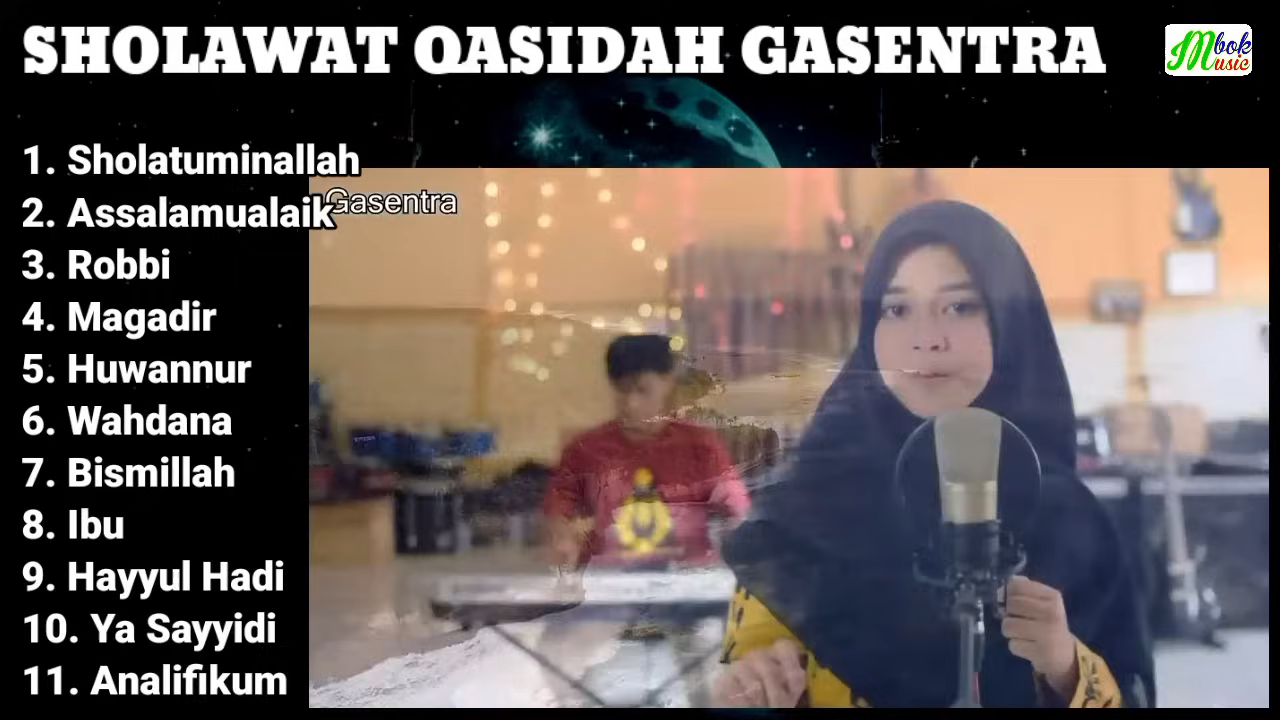 SHOLAWAT QASIDAH GASENTRA
Mbok
Music
1. Sholatuminallah
Gasentra
2. Assalamualaik
3. Robbi
4. Magadir
5. Huwannur
6. Wahdana
7. Bismillah
8. Ibu
9. Hayyul Hadi
10. Ya Sayyidi
11. Analifikum